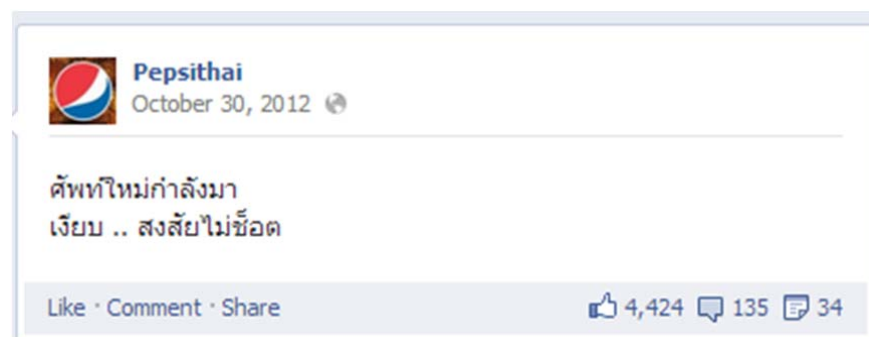 Pepsithai
October 30, 2012
ศัพท์ใหม่กำลังมา
เงียบ .. สงสัยไม่ช็อต
Like · Comment · Share 4,424 135 34